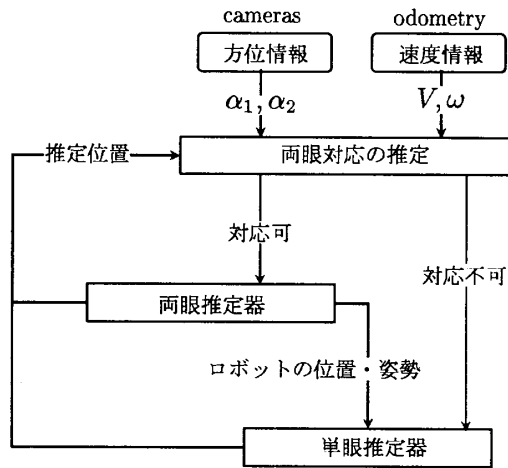 cameras
odometry
方位情報
速度情報
α₁, α₂
V, ω
推定位置
両眼対応の推定
対応可
対応不可
両眼推定器
ロボットの位置・姿勢
単眼推定器